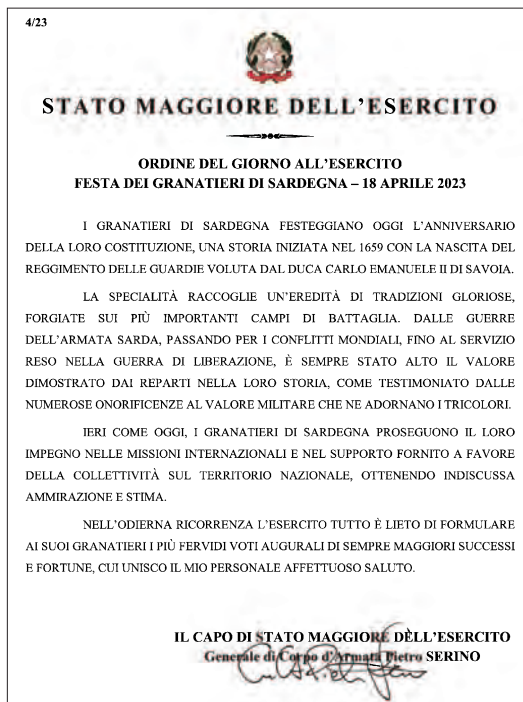 4/23
STATO MAGGIORE DELL'ESERCITO
ORDINE DEL GIORNO ALL'ESERCITO
FESTA DEI GRANATIERI DI SARDEGNA – 18 APRILE 2023
I GRANATIERI DI SARDEGNA FESTEGGIANO OGGI L'ANNIVERSARIO
DELLA LORO COSTITUZIONE, UNA STORIA INIZIATA NEL 1659 CON LA NASCITA DEL
REGGIMENTO DELLE GUARDIE VOLUTA DAL DUCA CARLO EMANUELE II DI SAVOIA.
LA SPECIALITÀ RACCOGLIE UN'EREDITÀ DI TRADIZIONI GLORIOSE,
FORGIATE SUI PIÙ IMPORTANTI CAMPI DI BATTAGLIA. DALLE GUERRE
DELL'ARMATA SARDA, PASSANDO PER I CONFLITTI MONDIALI, FINO AL SERVIZIO
RESO NELLA GUERRA DI LIBERAZIONE, È SEMPRE STATO ALTO IL VALORE
DIMOSTRATO DAI REPARTI NELLA LORO STORIA, COME TESTIMONIATO DALLE
NUMEROSE ONORIFICENZE AL VALORE MILITARE CHE NE ADORNANO I TRICOLORI.
IERI COME OGGI, I GRANATIERI DI SARDEGNA PROSEGUONO IL LORO
IMPEGNO NELLE MISSIONI INTERNAZIONALI E NEL SUPPORTO FORNITO A FAVORE
DELLA COLLETTIVITÀ SUL TERRITORIO NAZIONALE, OTTENENDO INDISCUSSA
AMMIRAZIONE E STIMA.
NELL'ODIERNA RICORRENZA L'ESERCITO TUTTO È LIETO DI FORMULARE
AI SUOI GRANATIERI I PIÙ FERVIDI VOTI AUGURALI DI SEMPRE MAGGIORI SUCCESSI
E FORTUNE, CUI UNISCO IL MIO PERSONALE AFFETTUOSO SALUTO.
IL CAPO DI STATO MAGGIORE DELL'ESERCITO
Generale di Corpo d'Armata Pietro SERINO